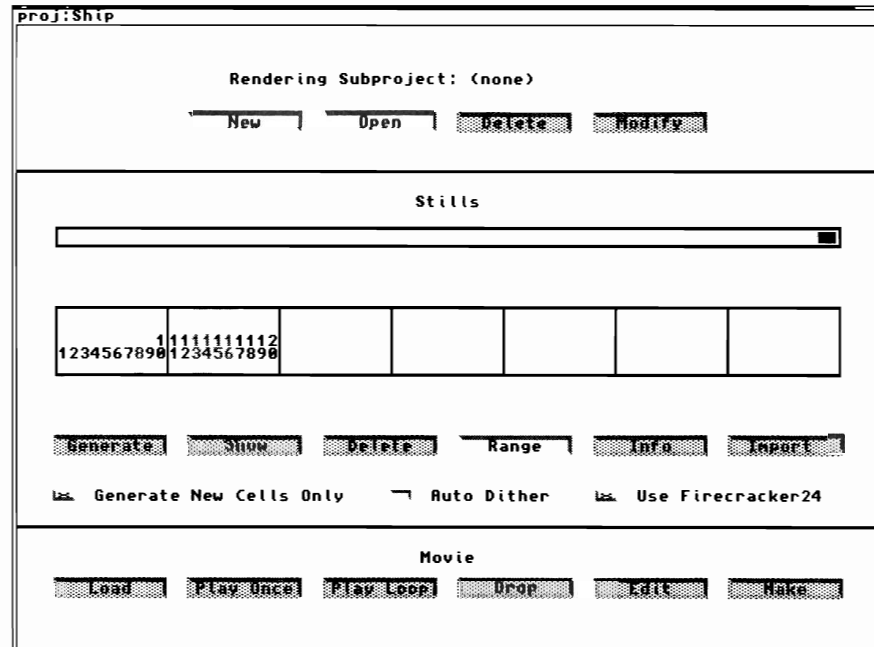 proj:Ship
Rendering Subproject: (none)
New Open Delete Modify
Stills
1 1111111112
1234567890 1234567890
Generate Show Delete Range Info Import
Generate New Cells Only Auto Dither Use Firecracker24
Movie
Load Play Once Play Loop Drop Edit Make